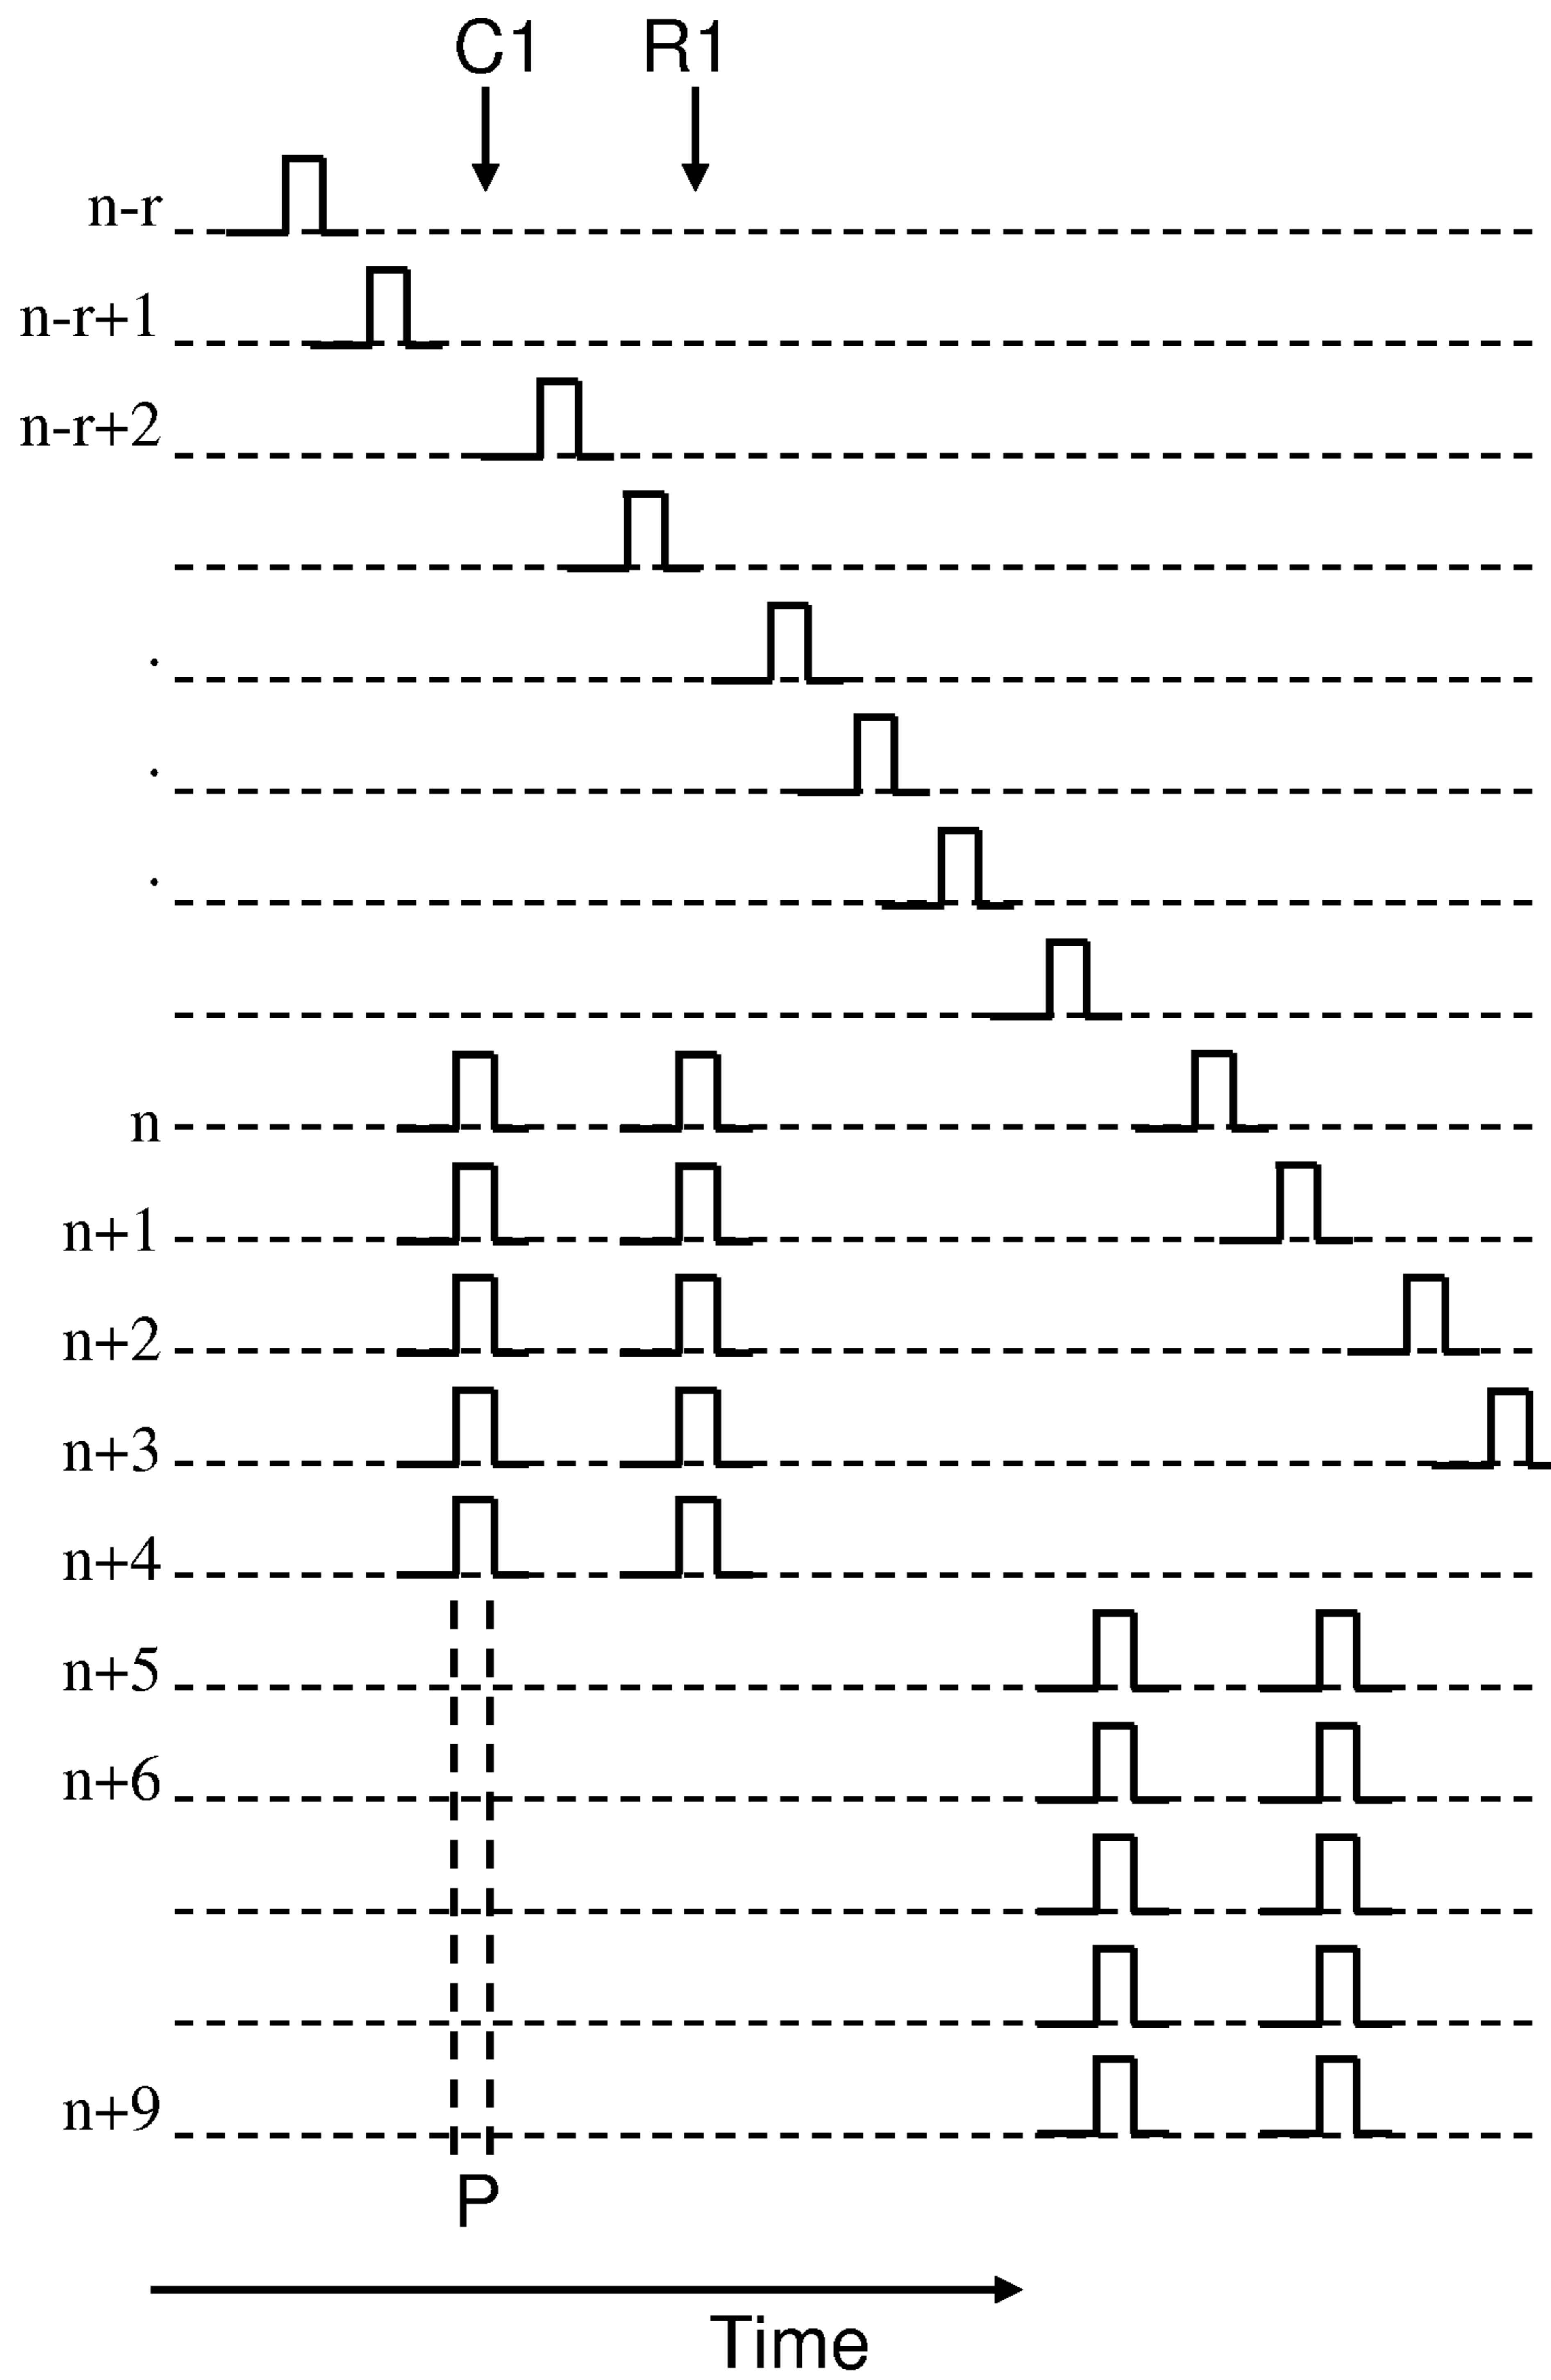 C1 R1
n-r
n-r+1
n-r+2
.
.
.
n
n+1
n+2
n+3
n+4
n+5
n+6
n+9
P
Time